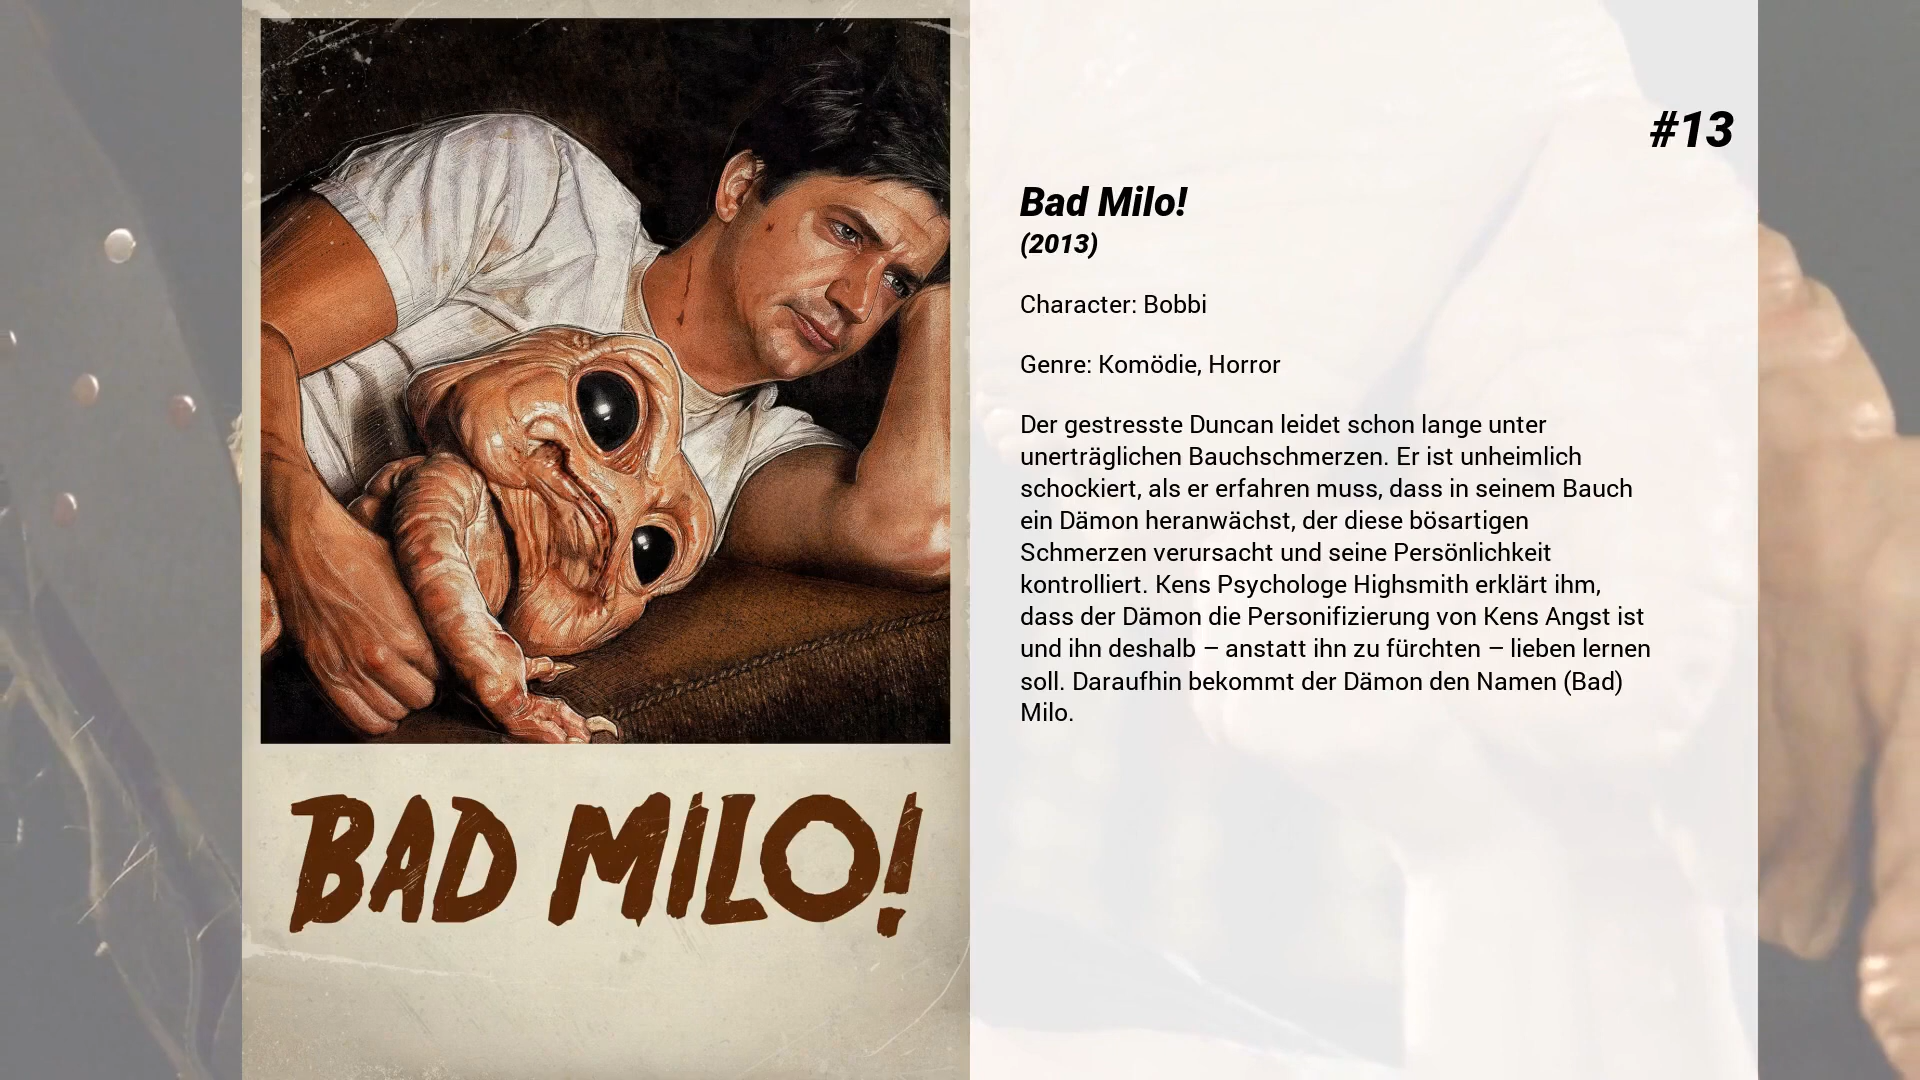 #13
Bad Milo!
(2013)
Character: Bobbi
Genre: Komödie, Horror
Der gestresste Duncan leidet schon lange unter
unerträglichen Bauchschmerzen. Er ist unheimlich
schockiert, als er erfahren muss, dass in seinem Bauch
ein Dämon heranwächst, der diese bösartigen
Schmerzen verursacht und seine Persönlichkeit
kontrolliert. Kens Psychologe Highsmith erklärt ihm,
dass der Dämon die Personifizierung von Kens Angst ist
und ihn deshalb – anstatt ihn zu fürchten – lieben lernen
soll. Daraufhin bekommt der Dämon den Namen (Bad)
Milo.
BAD MILO!